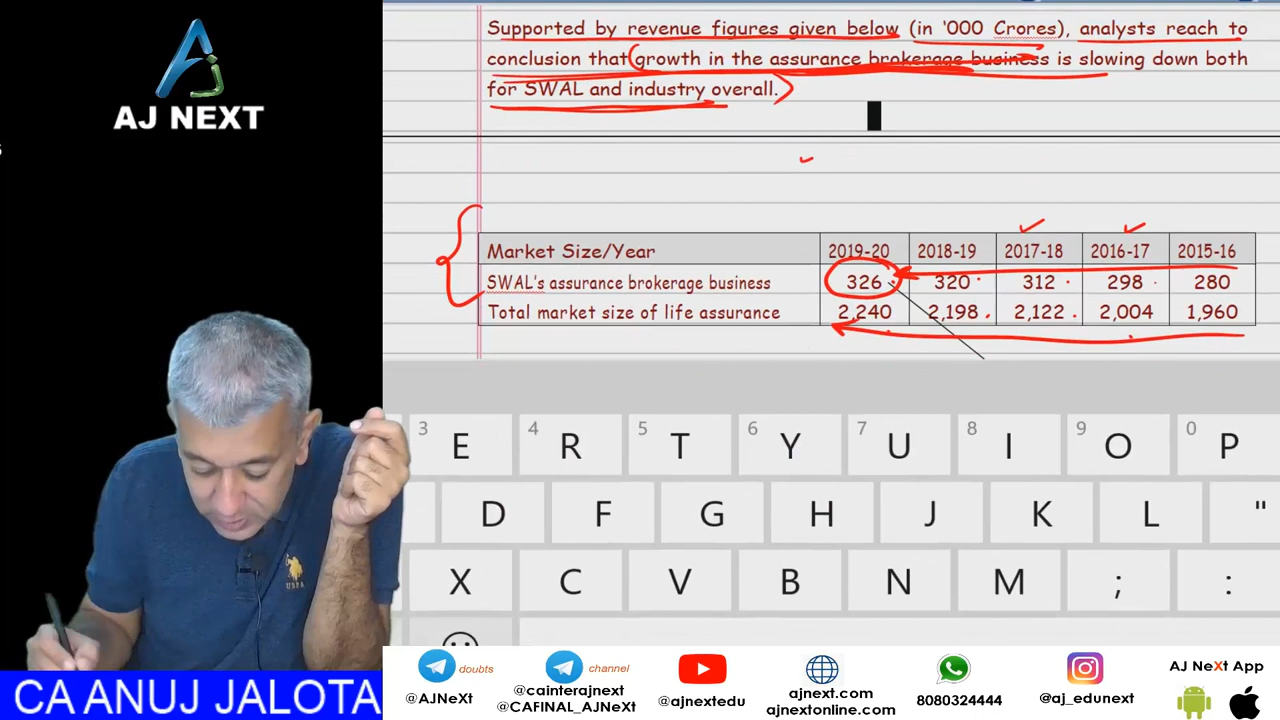 AJ NEXT
CA ANUJ JALOTA
Supported by revenue figures given below (in '000 Crores), analysts reach to
conclusion that growth in the assurance brokerage business is slowing down both
for SWAL and industry overall.
Market Size/Year 2019-20 2018-19 2017-18 2016-17 2015-16
SWAL's assurance brokerage business 326 320 312 298 280
Total market size of life assurance 2,240 2,198 2,122 2,004 1,960
3 E 4 R 5 T 6 Y 7 U 8 I 9 O 0 P
D F G H J K L "
X C V B N M ; :
doubts
@AJNeXt
channel
@cainterajnext
@CAFINAL_AJNeXt
@ajnextedu
ajnext.com
ajnextonline.com
8080324444
@aj_edunext
AJ NeXt App